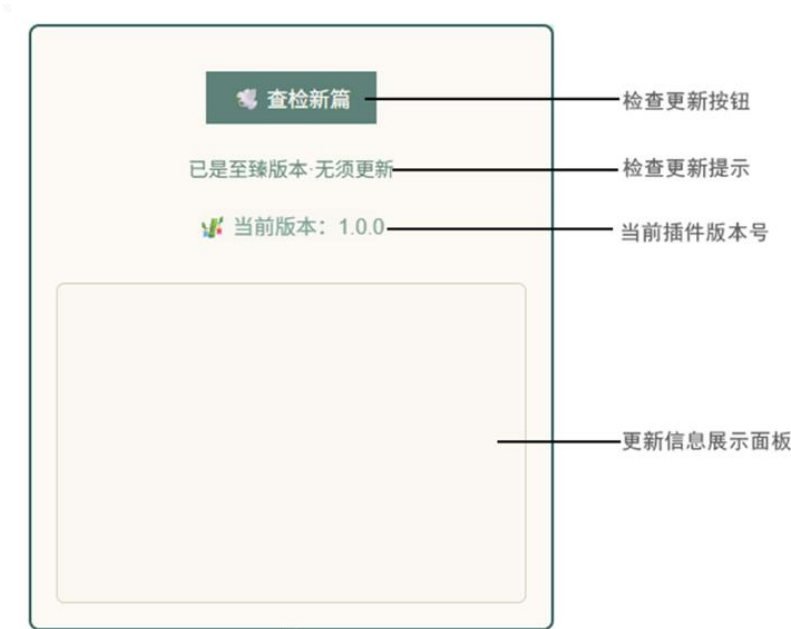 查检新篇
检查更新按钮
已是至臻版本·无须更新
检查更新提示
当前版本：1.0.0
当前插件版本号
更新信息展示面板